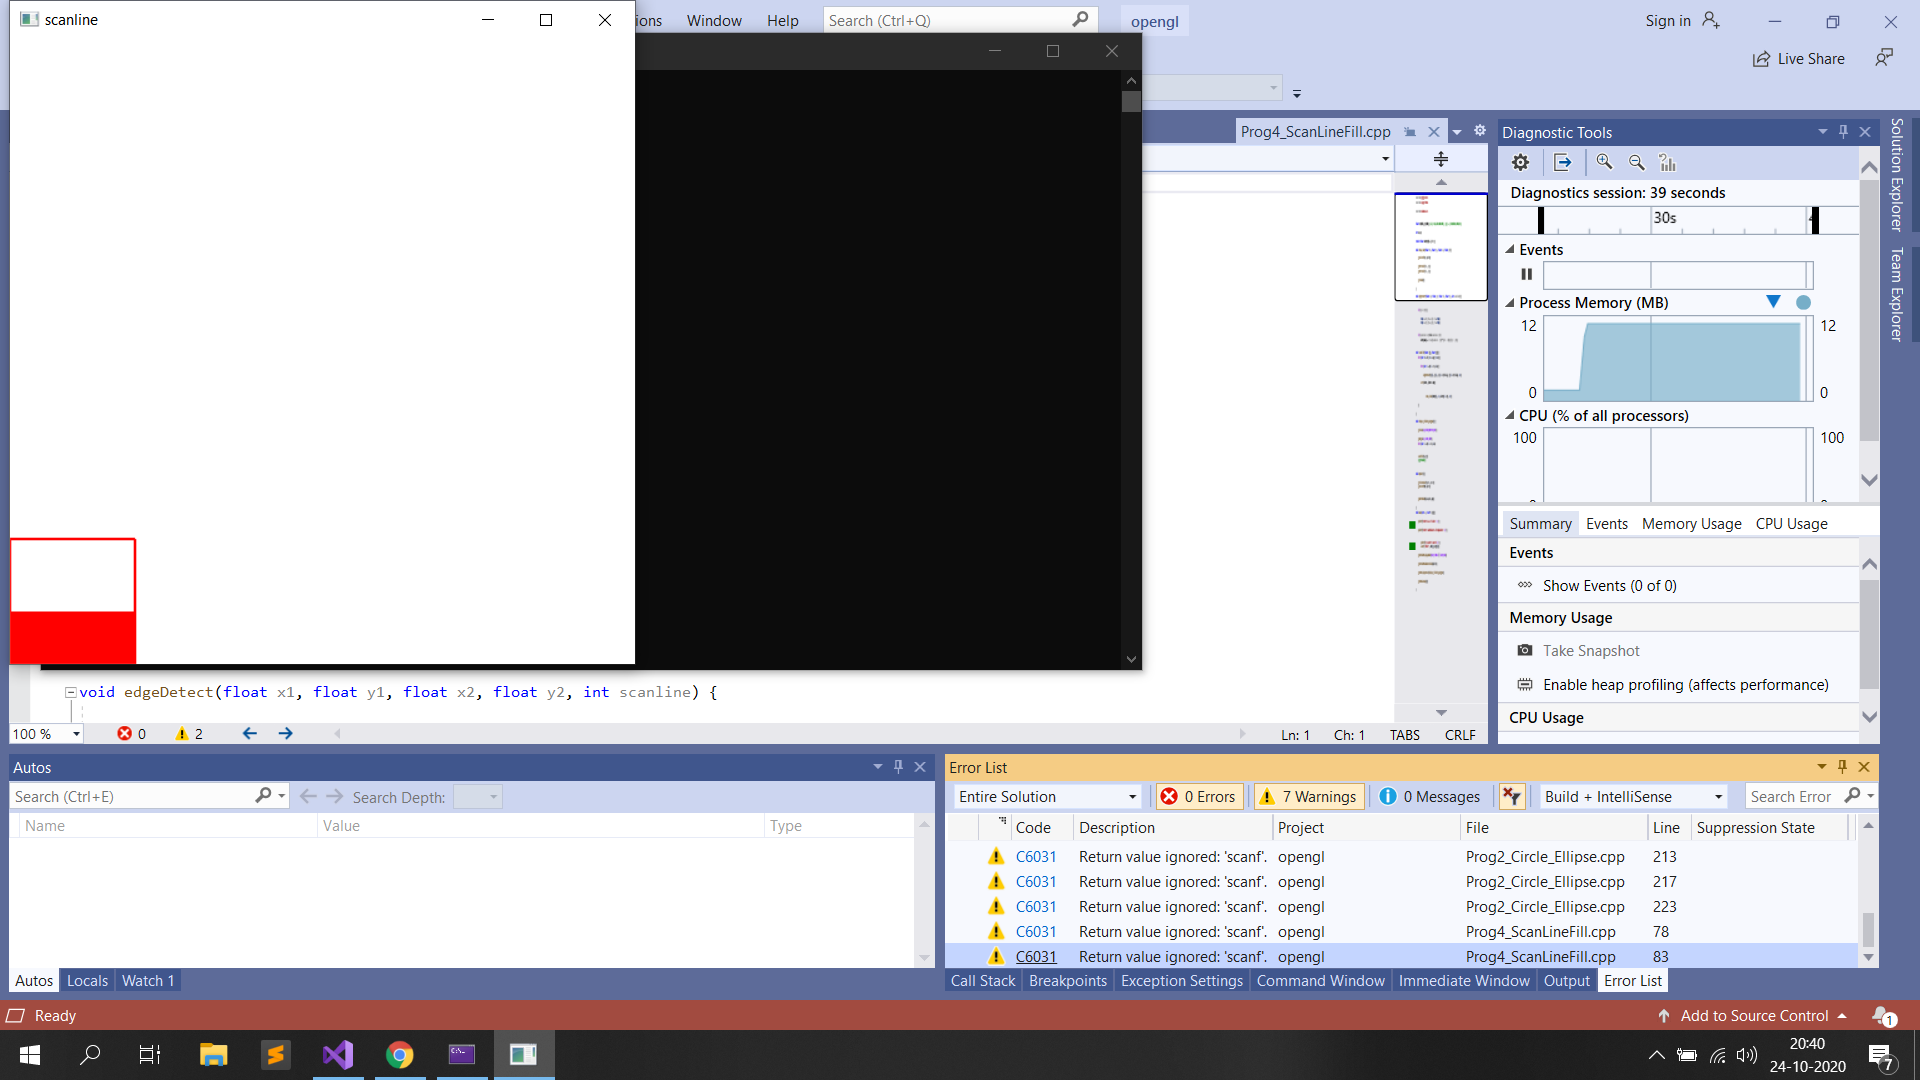 scanline
ions Window Help Search (Ctrl+Q) opengl Sign in
Live Share
Prog4_ScanLineFill.cpp
Diagnostic Tools
Diagnostics session: 39 seconds
30s
Events
Process Memory (MB)
12 12
0 0
CPU (% of all processors)
100 100
Summary Events Memory Usage CPU Usage
Events
Show Events (0 of 0)
Memory Usage
Take Snapshot
Enable heap profiling (affects performance)
CPU Usage
Solution Explorer
Team Explorer
void edgeDetect(float x1, float y1, float x2, float y2, int scanline) {
100 % 0 2 Ln: 1 Ch: 1 TABS CRLF
Autos
Search (Ctrl+E) Search Depth:
Name Value Type
Autos Locals Watch 1
Error List
Entire Solution 0 Errors 7 Warnings 0 Messages Build + IntelliSense Search Error
Code Description Project File Line Suppression State
C6031 Return value ignored: 'scanf'. opengl Prog2_Circle_Ellipse.cpp 213
C6031 Return value ignored: 'scanf'. opengl Prog2_Circle_Ellipse.cpp 217
C6031 Return value ignored: 'scanf'. opengl Prog2_Circle_Ellipse.cpp 223
C6031 Return value ignored: 'scanf'. opengl Prog4_ScanLineFill.cpp 78
C6031 Return value ignored: 'scanf'. opengl Prog4_ScanLineFill.cpp 83
Call Stack Breakpoints Exception Settings Command Window Immediate Window Output Error List
Ready Add to Source Control 1
20:40
24-10-2020
7